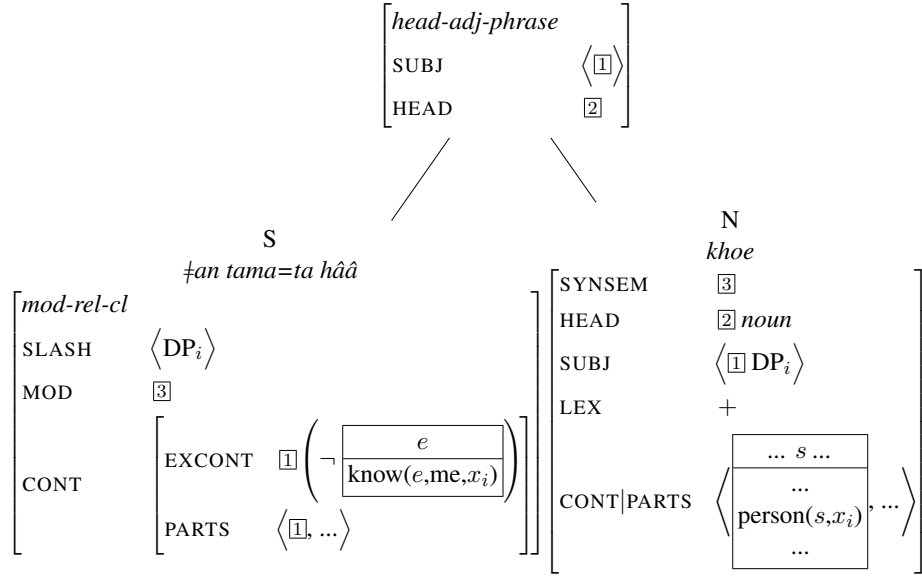 head-adj-phrase
SUBJ ⟨[1]⟩
HEAD [2]
S
ǂan tama=ta hââ
mod-rel-cl
SLASH ⟨DPᵢ⟩
MOD [3]
CONT
EXCONT [1] (¬
e
know(e,me,xᵢ)
)
PARTS ⟨[1], ...⟩
N
khoe
SYNSEM [3]
HEAD [2] noun
SUBJ ⟨[1] DPᵢ⟩
LEX +
CONT|PARTS ⟨
... s ...
...
person(s,xᵢ)
...
, ...⟩